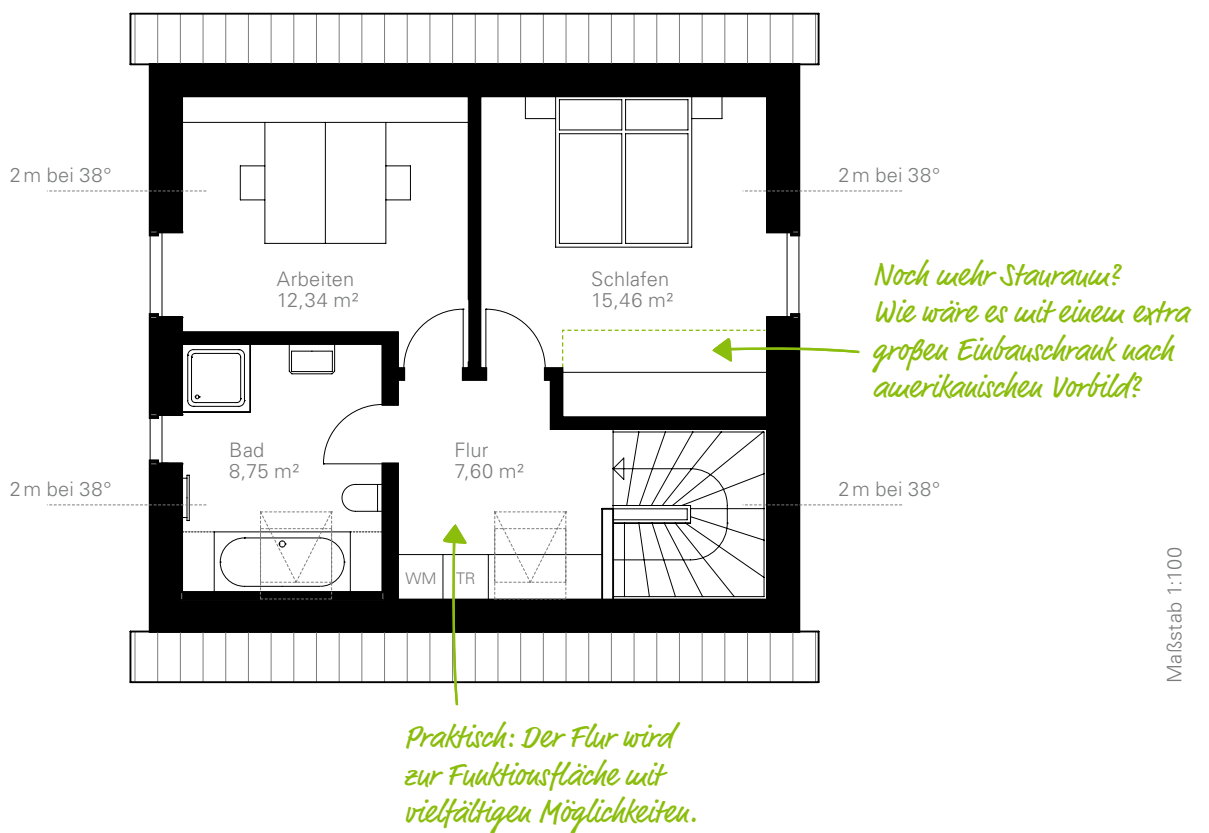 2 m bei 38°
2 m bei 38°
Arbeiten
12,34 m²
Schlafen
15,46 m²
Noch mehr Stauraum?
Wie wäre es mit einem extra
großen Einbauschrank nach
amerikanischen Vorbild?
Bad
8,75 m²
Flur
7,60 m²
2 m bei 38°
2 m bei 38°
WM
TR
Maßstab 1:100
Praktisch: Der Flur wird
zur Funktionsfläche mit
vielfältigen Möglichkeiten.